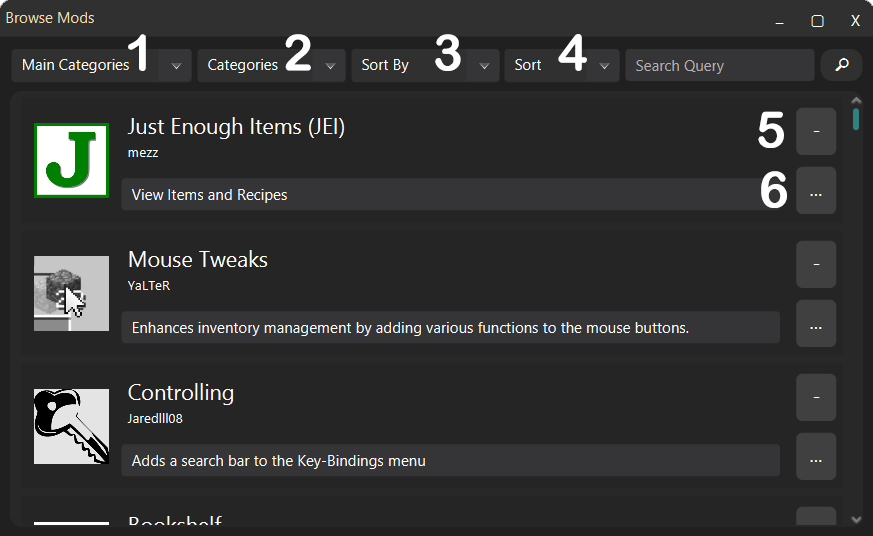 Browse Mods
Main Categories 1 Categories 2 Sort By 3 Sort 4 Search Query
J
Just Enough Items (JEI)
mezz
View Items and Recipes
5 -
6 ...
Mouse Tweaks
YaLTeR
Enhances inventory management by adding various functions to the mouse buttons.
-
...
Controlling
Jaredlll08
Adds a search bar to the Key-Bindings menu
-
...
Bookshelf